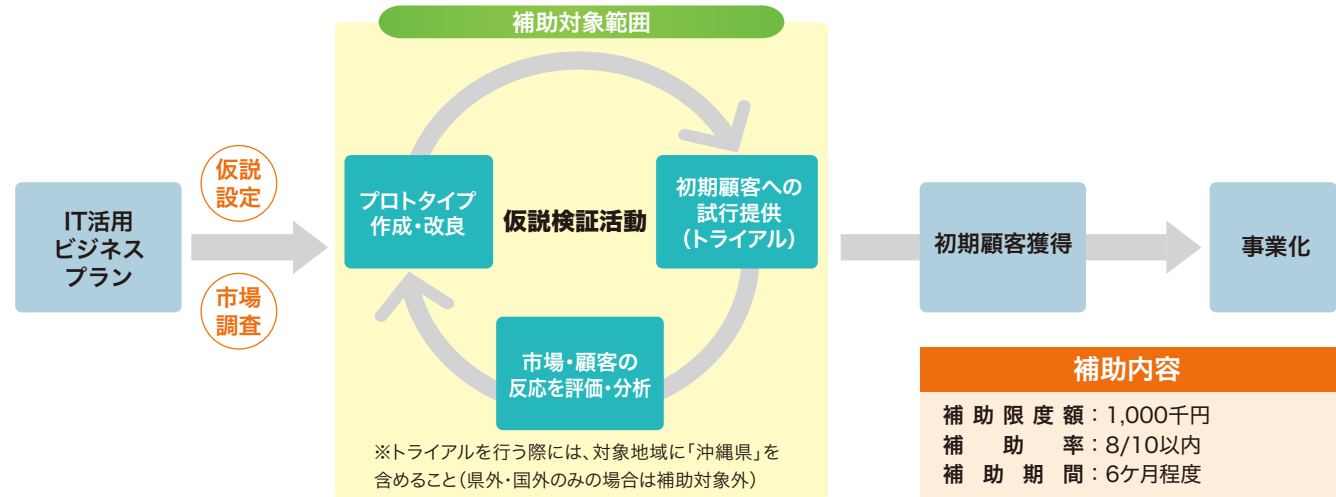 補助対象範囲
IT活用
ビジネス
プラン
仮説
設定
市場
調査
プロトタイプ
作成・改良
仮説検証活動
初期顧客への
試行提供
(トライアル)
市場・顧客の
反応を評価・分析
※トライアルを行う際には、対象地域に「沖縄県」を
含めること(県外・国外のみの場合は補助対象外)
初期顧客獲得
事業化
補助内容
補助限度額:1,000千円
補助率:8/10以内
補助期間:6ケ月程度